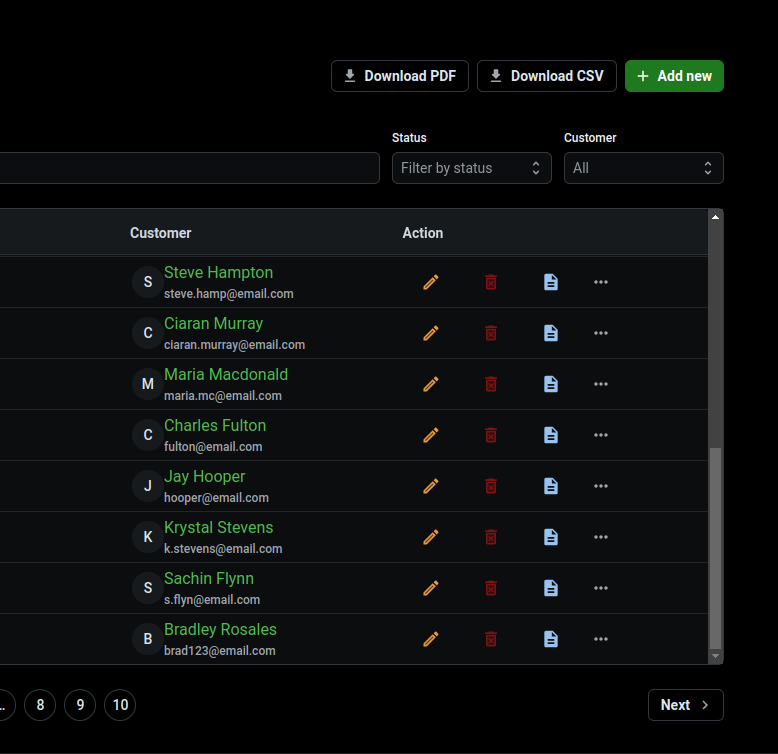 Download PDF Download CSV Add new
Status Customer
Filter by status All
Customer Action
S Steve Hampton
steve.hamp@email.com
C Ciaran Murray
ciaran.murray@email.com
M Maria Macdonald
maria.mc@email.com
C Charles Fulton
fulton@email.com
J Jay Hooper
hooper@email.com
K Krystal Stevens
k.stevens@email.com
S Sachin Flynn
s.flyn@email.com
B Bradley Rosales
brad123@email.com
8 9 10 Next